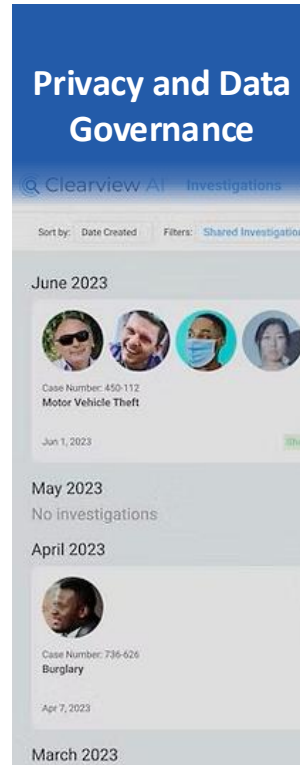 Privacy and Data
Governance
Clearview AI Investigations
Sort by: Date Created Filters: Shared Investigation
June 2023
Case Number: 450-112
Motor Vehicle Theft
Jun 1, 2023
May 2023
No investigations
April 2023
Case Number: 736-626
Burglary
Apr 7, 2023
March 2023